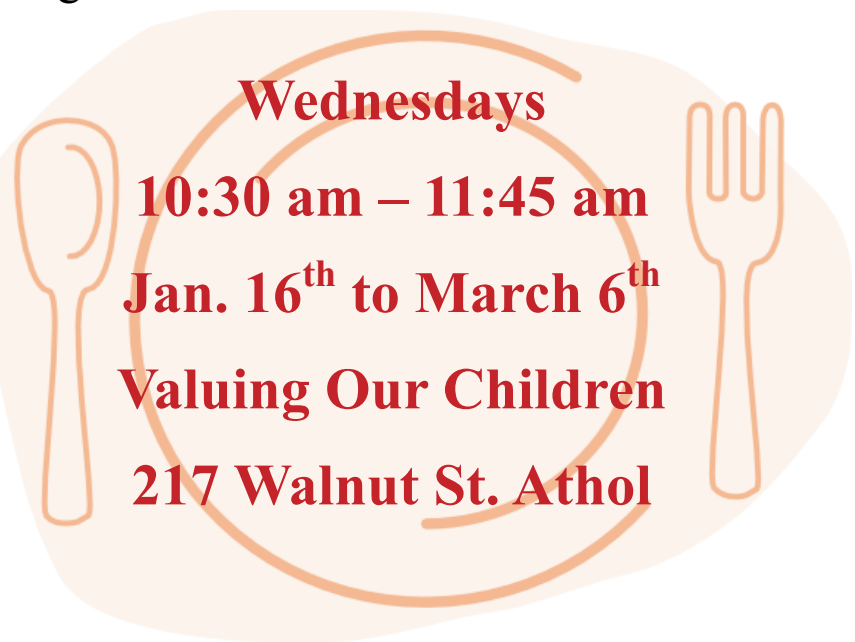 Wednesdays
10:30 am – 11:45 am
Jan. 16th to March 6th
Valuing Our Children
217 Walnut St. Athol